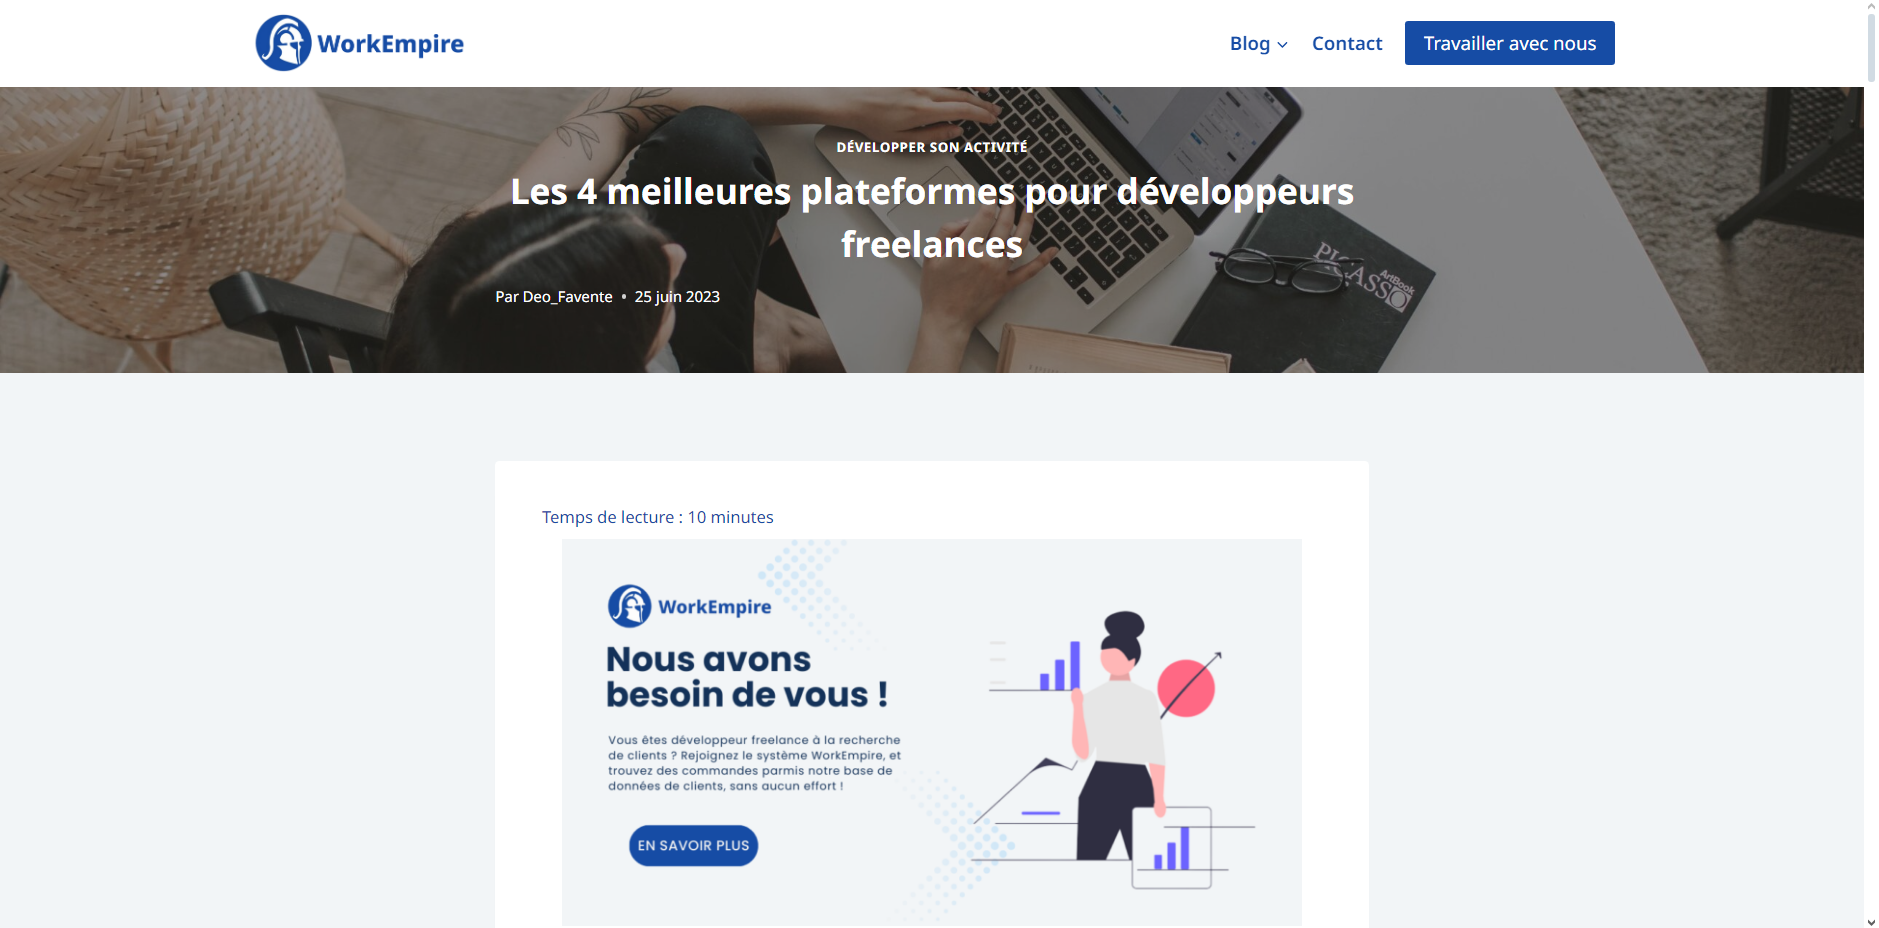 WorkEmpire
Blog
Contact
Travailler avec nous
DÉVELOPPER SON ACTIVITÉ
Les 4 meilleures plateformes pour développeurs
freelances
Par Deo_Favente • 25 juin 2023
PICASSO
ArtBook
Temps de lecture : 10 minutes
WorkEmpire
Nous avons
besoin de vous !
Vous êtes développeur freelance à la recherche
de clients ? Rejoignez le système WorkEmpire, et
trouvez des commandes parmis notre base de
données de clients, sans aucun effort !
EN SAVOIR PLUS